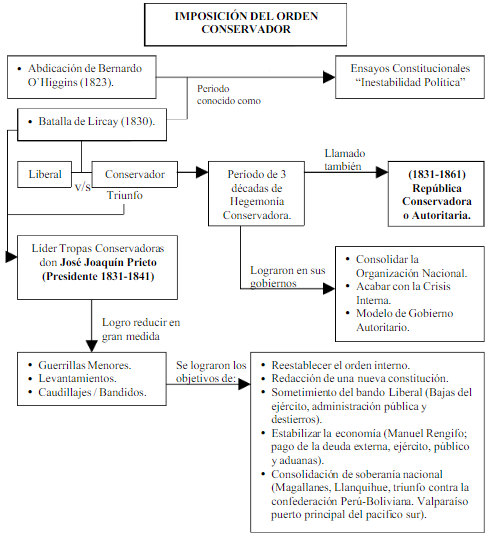 IMPOSICIÓN DEL ORDEN
CONSERVADOR
• Abdicación de Bernardo
O`Higgins (1823).
Periodo
conocido como
Ensayos Constitucionales
“Inestabilidad Política”
• Batalla de Lircay (1830).
Liberal
V/s
Conservador
Triunfo
Período de 3
décadas de
Hegemonía
Conservadora.
Llamado
también
(1831-1861)
República
Conservadora
o Autoritaria.
Líder Tropas Conservadoras
don José Joaquín Prieto
(Presidente 1831-1841)
Lograron en sus
gobiernos
• Consolidar la
Organización Nacional.
• Acabar con la Crisis
Interna.
• Modelo de Gobierno
Autoritario.
Logro reducir en
gran medida
• Guerrillas Menores.
• Levantamientos.
• Caudillajes / Bandidos.
Se lograron los
objetivos de:
• Reestablecer el orden interno.
• Redacción de una nueva constitución.
• Sometimiento del bando Liberal (Bajas del
ejército, administración pública y
destierros).
• Estabilizar la economía (Manuel Rengifo;
pago de la deuda externa, ejército, público
y aduanas).
• Consolidación de soberanía nacional
(Magallanes, Llanquihue, triunfo contra la
confederación Perú-Boliviana. Valparaíso
puerto principal del pacifico sur).